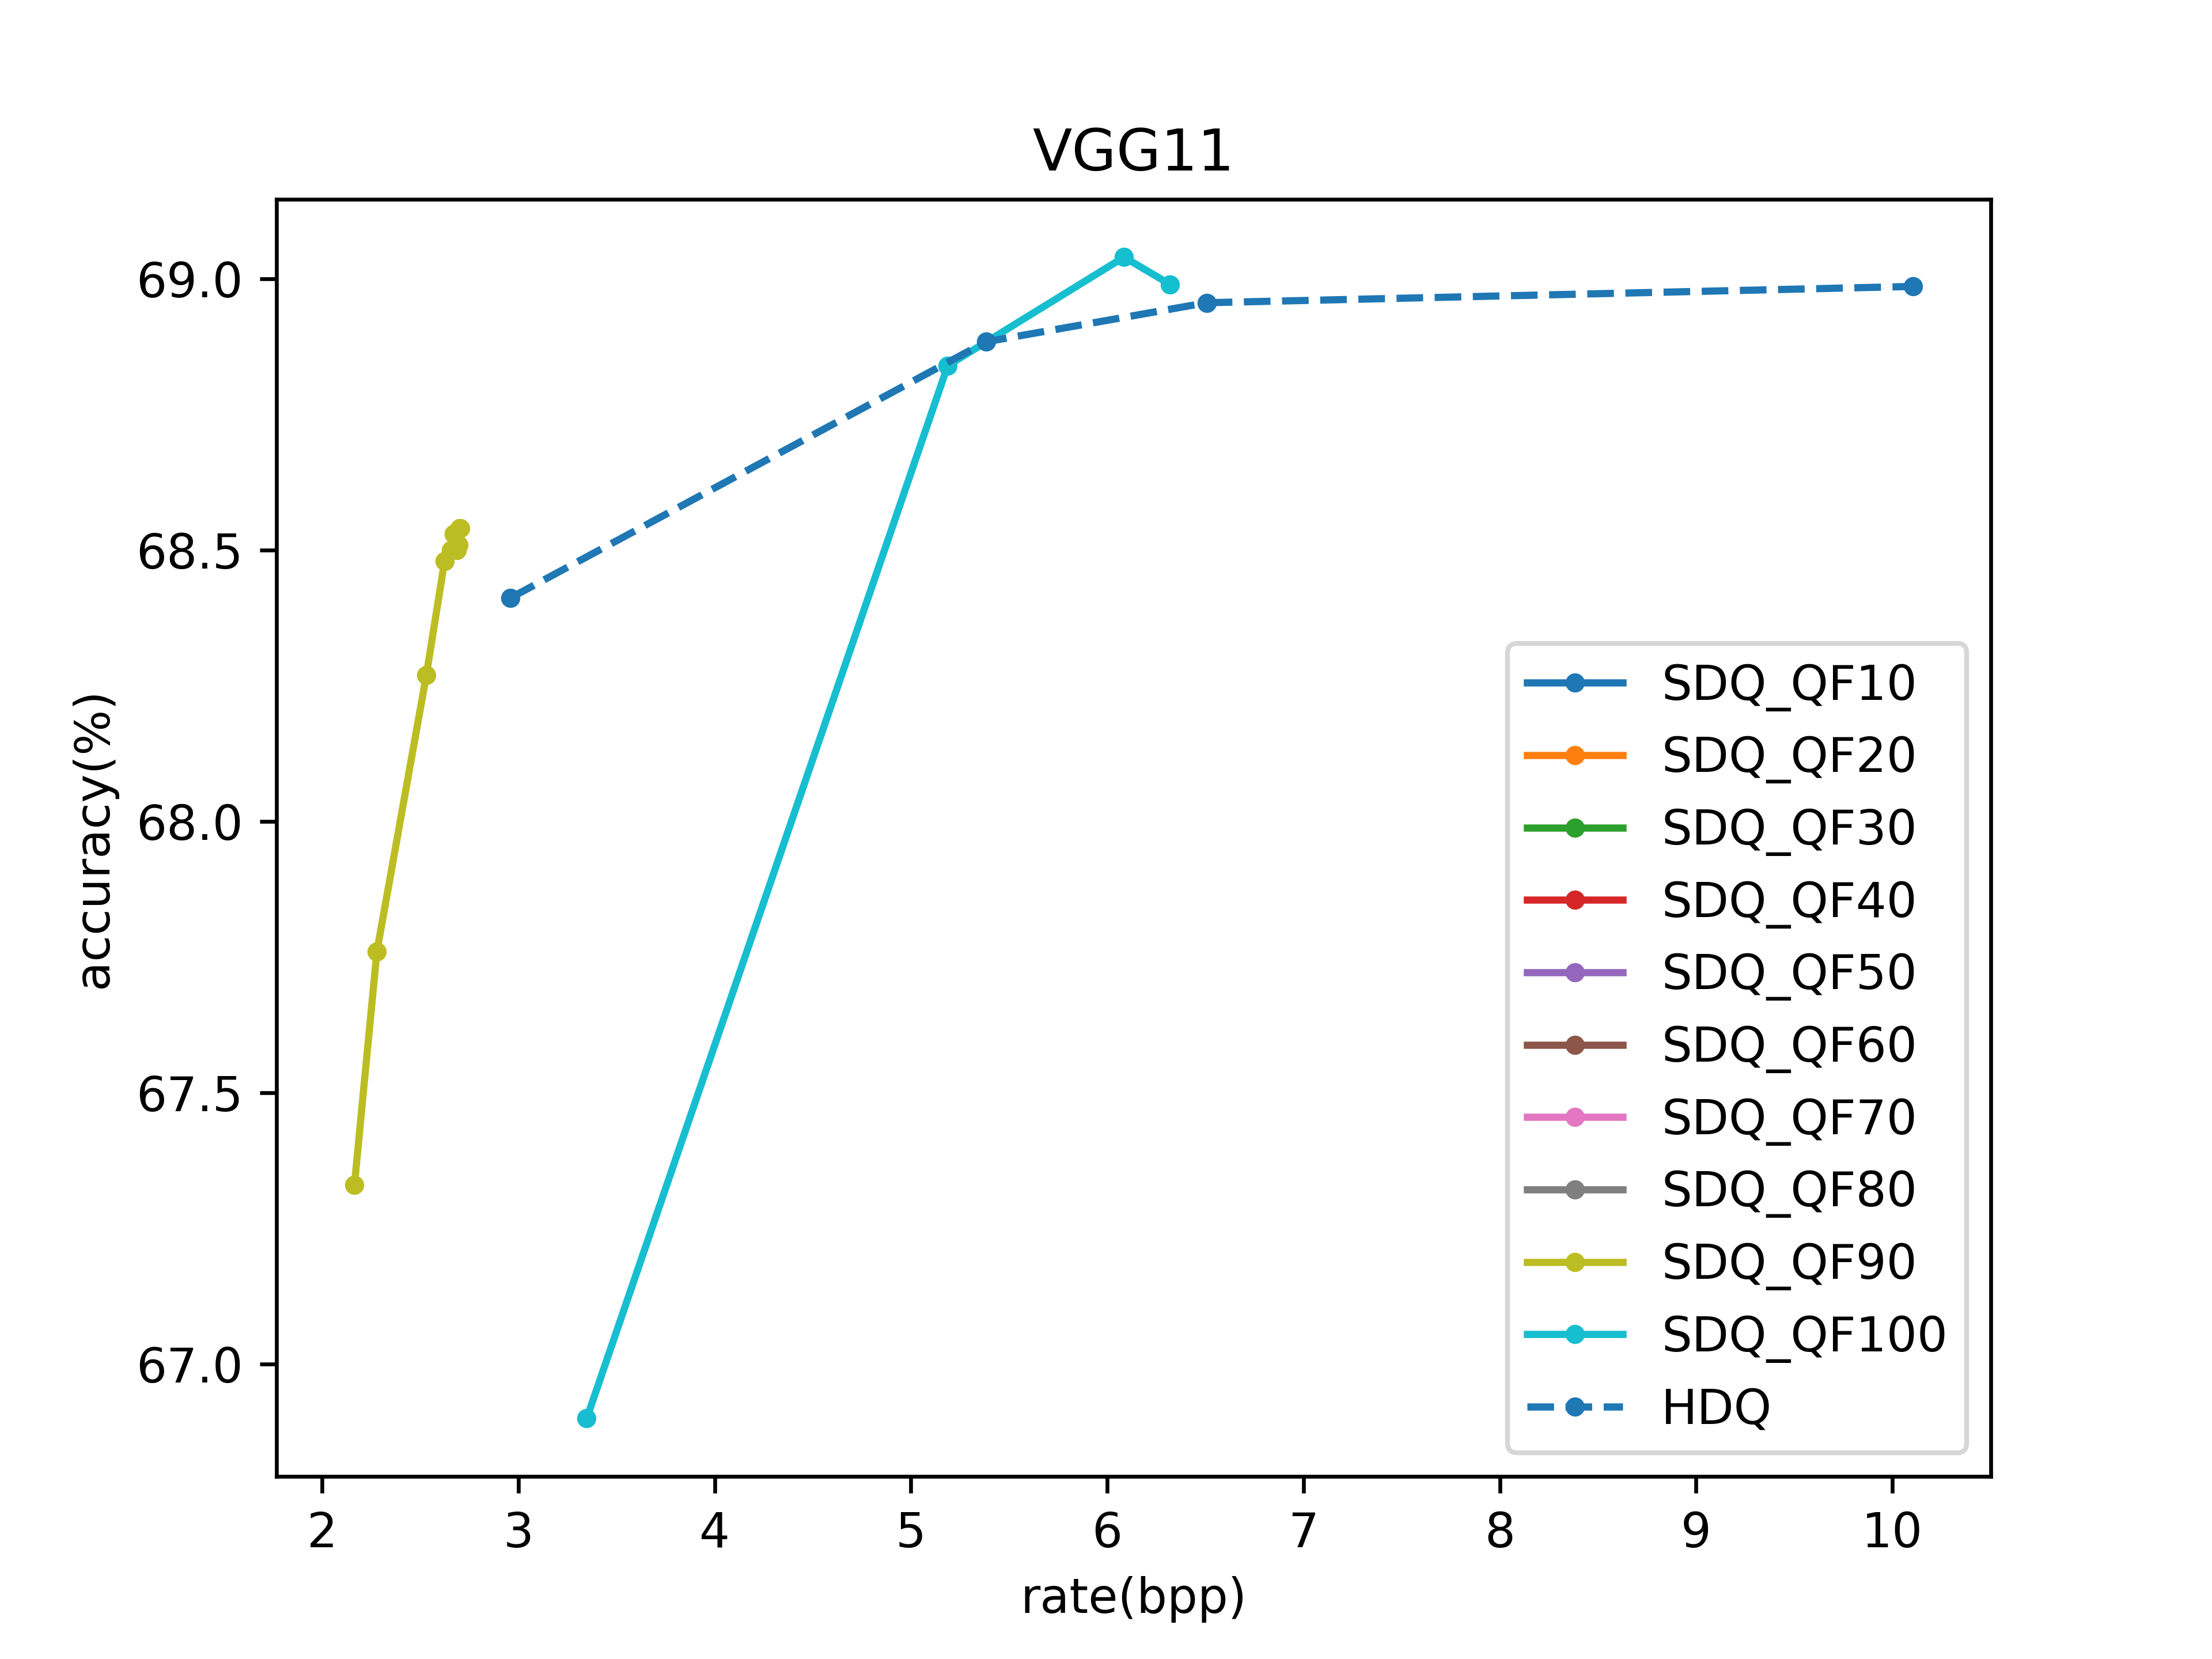 VGG11
69.0
68.5
68.0
67.5
67.0
accuracy(%)
2 3 4 5 6 7 8 9 10
rate(bpp)
SDQ_QF10
SDQ_QF20
SDQ_QF30
SDQ_QF40
SDQ_QF50
SDQ_QF60
SDQ_QF70
SDQ_QF80
SDQ_QF90
SDQ_QF100
HDQ